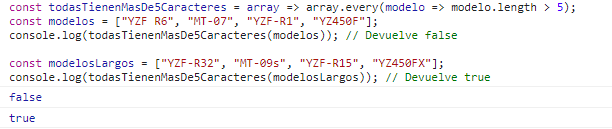 const todasTienenMasDe5Caracteres = array => array.every(modelo => modelo.length > 5);
const modelos = ["YZF R6", "MT-07", "YZF-R1", "YZ450F"];
console.log(todasTienenMasDe5Caracteres(modelos)); // Devuelve false
const modelosLargos = ["YZF-R32", "MT-09s", "YZF-R15", "YZ450FX"];
console.log(todasTienenMasDe5Caracteres(modelosLargos)); // Devuelve true
false
true